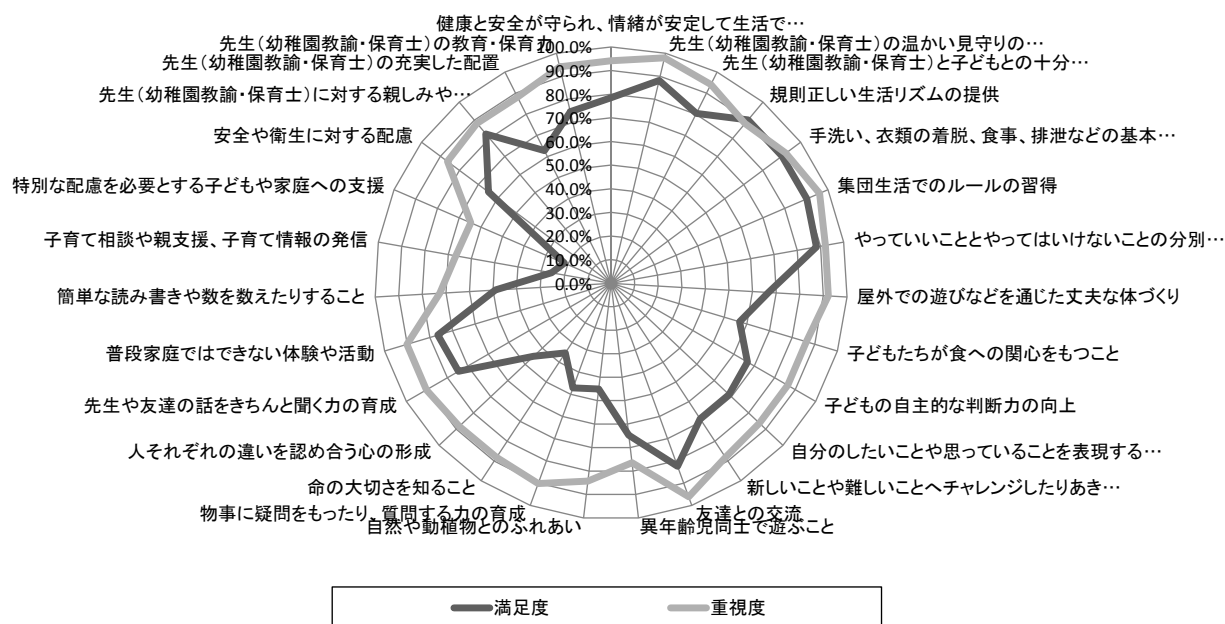 健康と安全が守られ、情緒が安定して生活で…
先生(幼稚園教諭・保育士)の温かい見守りの…
先生(幼稚園教諭・保育士)と子どもとの十分…
規則正しい生活リズムの提供
手洗い、衣類の着脱、食事、排泄などの基本…
集団生活でのルールの習得
やっていいこととやってはいけないことの分別…
屋外での遊びなどを通じた丈夫な体づくり
子どもたちが食への関心をもつこと
子どもの自主的な判断力の向上
自分のしたいことや思っていることを表現する…
新しいことや難しいことへチャレンジしたりあき…
友達との交流
異年齢児同士で遊ぶこと
自然や動植物とのふれあい
物事に疑問をもったり、質問する力の育成
命の大切さを知ること
人それぞれの違いを認め合う心の形成
先生や友達の話をきちんと聞く力の育成
普段家庭ではできない体験や活動
簡単な読み書きや数を数えたりすること
子育て相談や親支援、子育て情報の発信
特別な配慮を必要とする子どもや家庭への支援
安全や衛生に対する配慮
先生(幼稚園教諭・保育士)に対する親しみや…
先生(幼稚園教諭・保育士)の充実した配置
先生(幼稚園教諭・保育士)の教育・保育力
100.0%
90.0%
80.0%
70.0%
60.0%
50.0%
40.0%
30.0%
20.0%
10.0%
0.0%
満足度
重視度